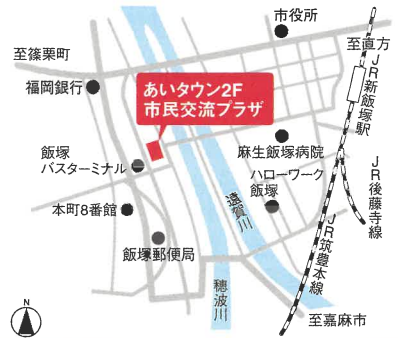 市役所
至直方
至篠栗町
JR新飯塚駅
福岡銀行
あいタウン2F
市民交流プラザ
飯塚
バスターミナル
麻生飯塚病院
ハローワーク
飯塚
JR後藤寺線
本町8番館
遠賀川
JR筑豊本線
飯塚郵便局
穂波川
至嘉麻市
N